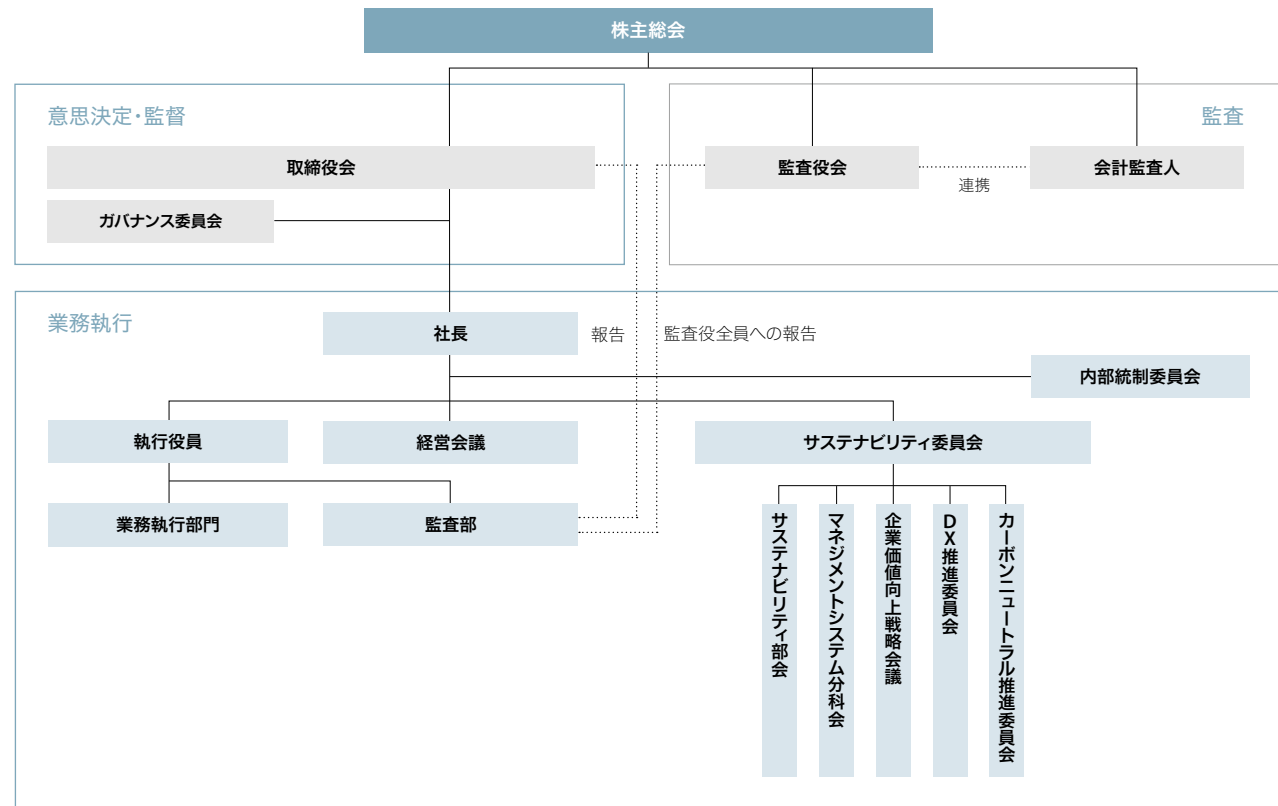 株主総会
意思決定・監督
監査
取締役会
監査役会
連携
会計監査人
ガバナンス委員会
業務執行
社長
報告
監査役全員への報告
内部統制委員会
執行役員
経営会議
サステナビリティ委員会
業務執行部門
監査部
サステナビリティ部会
マネジメントシステム分科会
企業価値向上戦略会議
DX推進委員会
カーボンニュートラル推進委員会